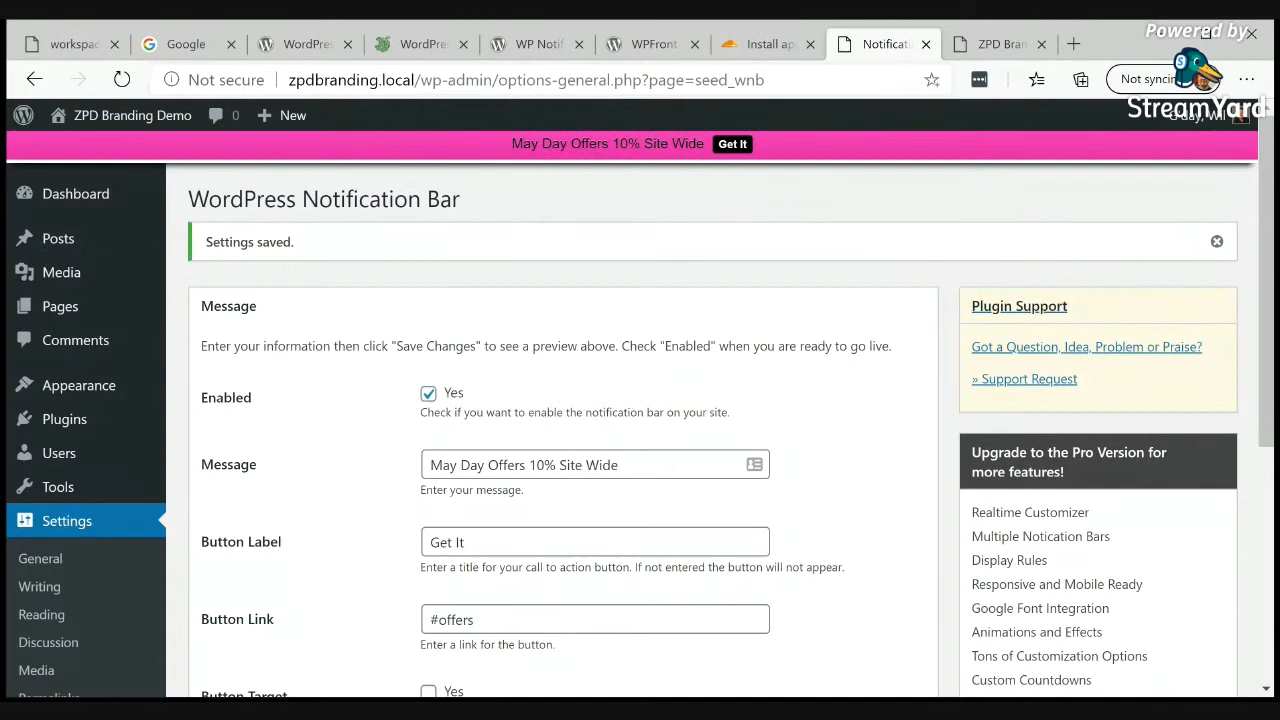 Powered by
workspac
Google
WordPre
WordPre
WP Notif
WPFront
Install ap
Notificati
ZPD Bran
Not secure
zpdbranding.local/wp-admin/options-general.php?page=seed_wnb
Not syncing
StreamYard
ZPD Branding Demo
0
New
May Day Offers 10% Site Wide
Get It
Dashboard
Posts
Media
Pages
Comments
Appearance
Plugins
Users
Tools
Settings
General
Writing
Reading
Discussion
Media
Permalinks
WordPress Notification Bar
Settings saved.
Message
Enter your information then click "Save Changes" to see a preview above. Check "Enabled" when you are ready to go live.
Enabled
Yes
Check if you want to enable the notification bar on your site.
Message
May Day Offers 10% Site Wide
Enter your message.
Button Label
Get It
Enter a title for your call to action button. If not entered the button will not appear.
Button Link
#offers
Enter a link for the button.
Button Target
Yes
Plugin Support
Got a Question, Idea, Problem or Praise?
» Support Request
Upgrade to the Pro Version for
more features!
Realtime Customizer
Multiple Notication Bars
Display Rules
Responsive and Mobile Ready
Google Font Integration
Animations and Effects
Tons of Customization Options
Custom Countdowns